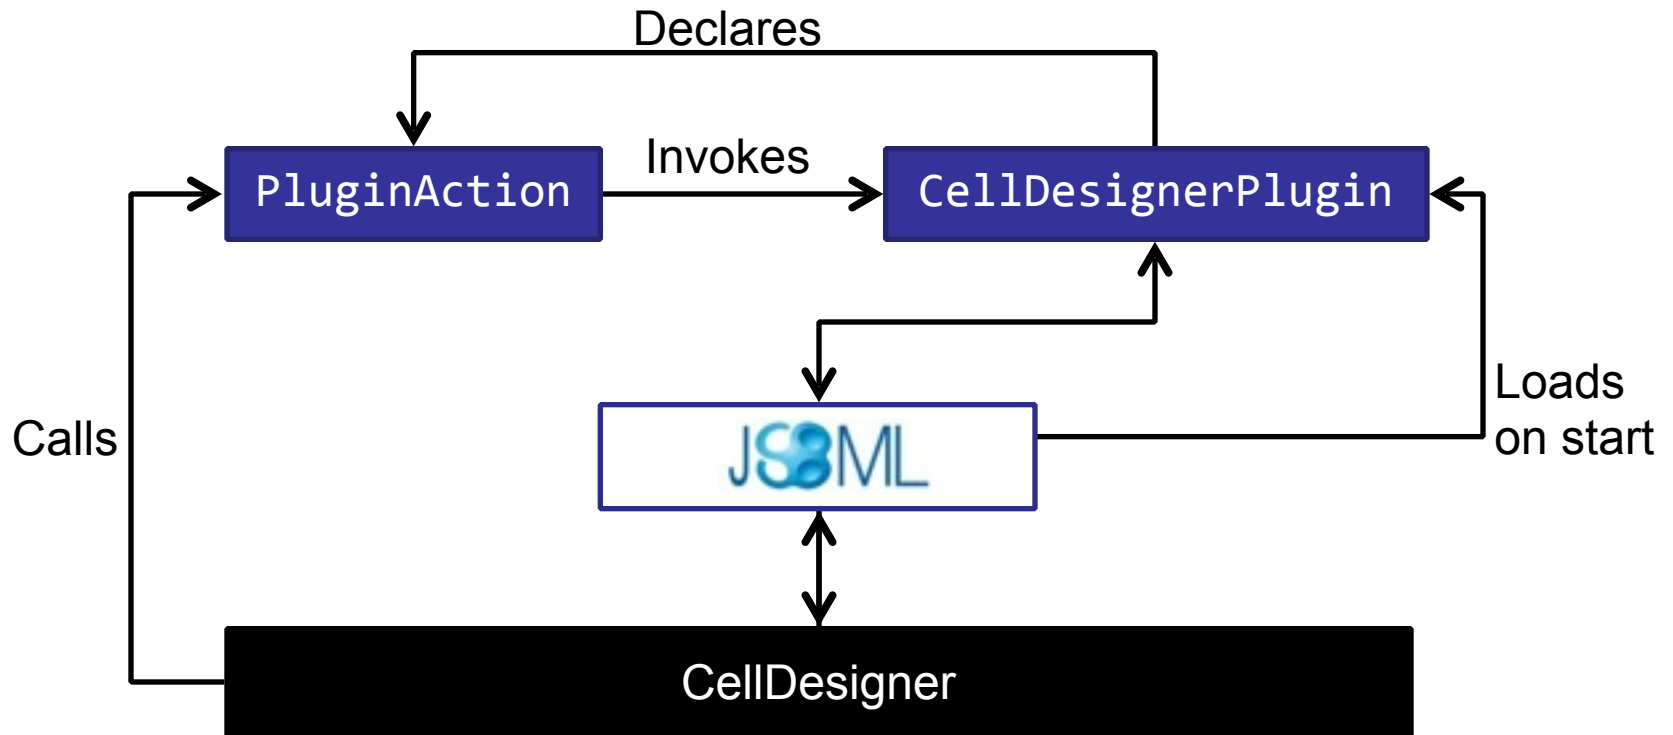 Declares
Invokes
PluginAction
CellDesignerPlugin
Loads
on start
Calls
JSBML
CellDesigner